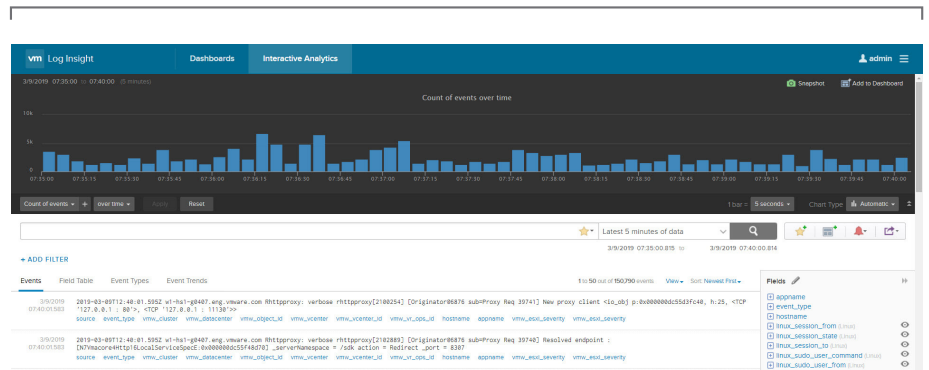 vm Log Insight Dashboards Interactive Analytics admin
3/9/2019 07:35:00 to 07:40:00 (5 minutes) Snapshot Add to Dashboard
Count of events over time
10k
5k
0
07:35:00 07:35:15 07:35:30 07:35:45 07:36:00 07:36:15 07:36:30 07:36:45 07:37:00 07:37:15 07:37:30 07:37:45 07:38:00 07:38:15 07:38:30 07:38:45 07:39:00 07:39:15 07:39:30 07:39:45 07:40:00
Count of events + over time Apply Reset 1 bar = 5 seconds Chart Type Automatic
Latest 5 minutes of data
3/9/2019 07:35:00.815 to 3/9/2019 07:40:00.814
+ ADD FILTER
Events Field Table Event Types Event Trends 1 to 50 out of 150,790 events View Sort: Newest First Fields
3/9/2019 2019-03-09T12:40:01.595Z w1-hs1-g0407.eng.vmware.com Rhttpproxy: verbose rhttpproxy[2100254] [Originator@6876 sub=Proxy Req 39741] New proxy client <io_obj p:0x000000dc55d3fc40, h:25, <TCP
07:40:01.583 '127.0.0.1 : 80'>, <TCP '127.0.0.1 : 11130'>>
source event_type vmw_cluster vmw_datacenter vmw_object_id vmw_vcenter vmw_vcenter_id vmw_vr_ops_id hostname appname vmw_esxi_severity vmw_esxi_severity
3/9/2019 2019-03-09T12:40:01.595Z w1-hs1-g0407.eng.vmware.com Rhttpproxy: verbose rhttpproxy[2102889] [Originator@6876 sub=Proxy Req 39740] Resolved endpoint :
07:40:01.583 [N7Vmacore4Http16LocalServiceSpecE:0x000000dc55f48d70] _serverNamespace = /sdk action = Redirect _port = 8307
source event_type vmw_cluster vmw_datacenter vmw_object_id vmw_vcenter vmw_vcenter_id vmw_vr_ops_id hostname appname vmw_esxi_severity vmw_esxi_severity
appname
event_type
hostname
linux_session_from (Linux)
linux_session_state (Linux)
linux_session_to (Linux)
linux_sudo_user_command (Linux)
linux_sudo_user_from (Linux)